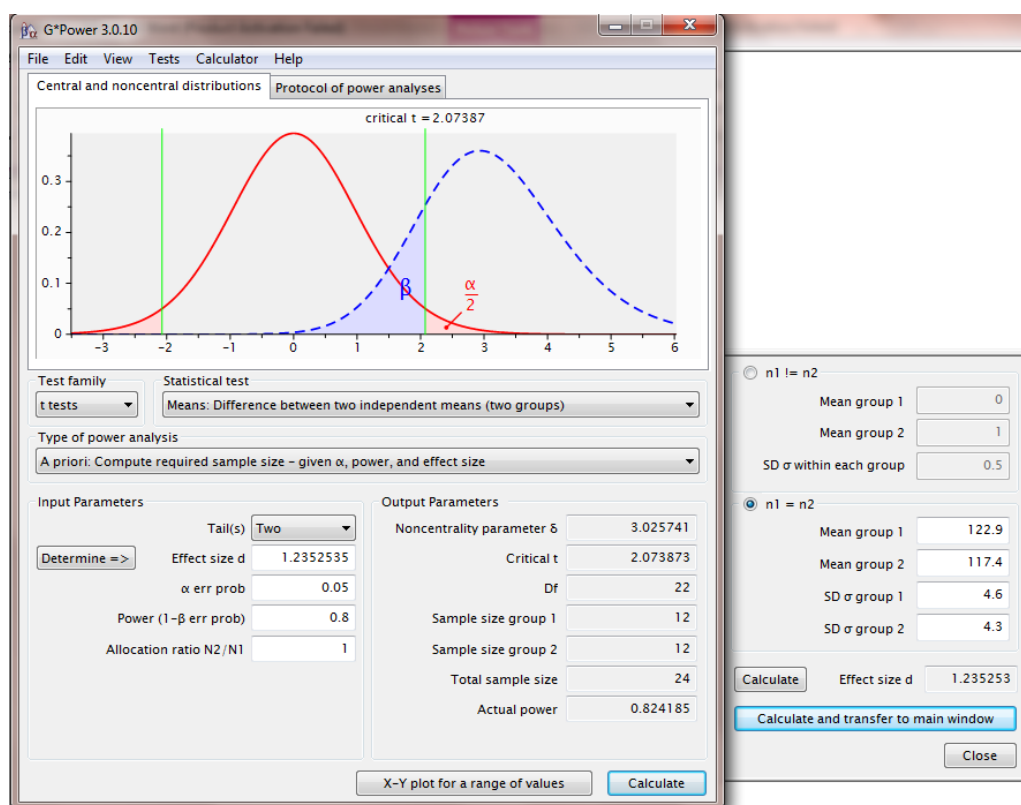 G*Power 3.0.10
File Edit View Tests Calculator Help
Central and noncentral distributions
Protocol of power analyses
critical t = 2.07387
0.3
0.2
0.1
0
β
α
2
-3 -2 -1 0 1 2 3 4 5 6
Test family
Statistical test
t tests
Means: Difference between two independent means (two groups)
Type of power analysis
A priori: Compute required sample size - given α, power, and effect size
Input Parameters
Tail(s) Two
Determine => Effect size d 1.2352535
α err prob 0.05
Power (1-β err prob) 0.8
Allocation ratio N2/N1 1
Output Parameters
Noncentrality parameter δ 3.025741
Critical t 2.073873
Df 22
Sample size group 1 12
Sample size group 2 12
Total sample size 24
Actual power 0.824185
X-Y plot for a range of values
Calculate
n1 != n2
Mean group 1 0
Mean group 2 1
SD σ within each group 0.5
n1 = n2
Mean group 1 122.9
Mean group 2 117.4
SD σ group 1 4.6
SD σ group 2 4.3
Calculate Effect size d 1.235253
Calculate and transfer to main window
Close